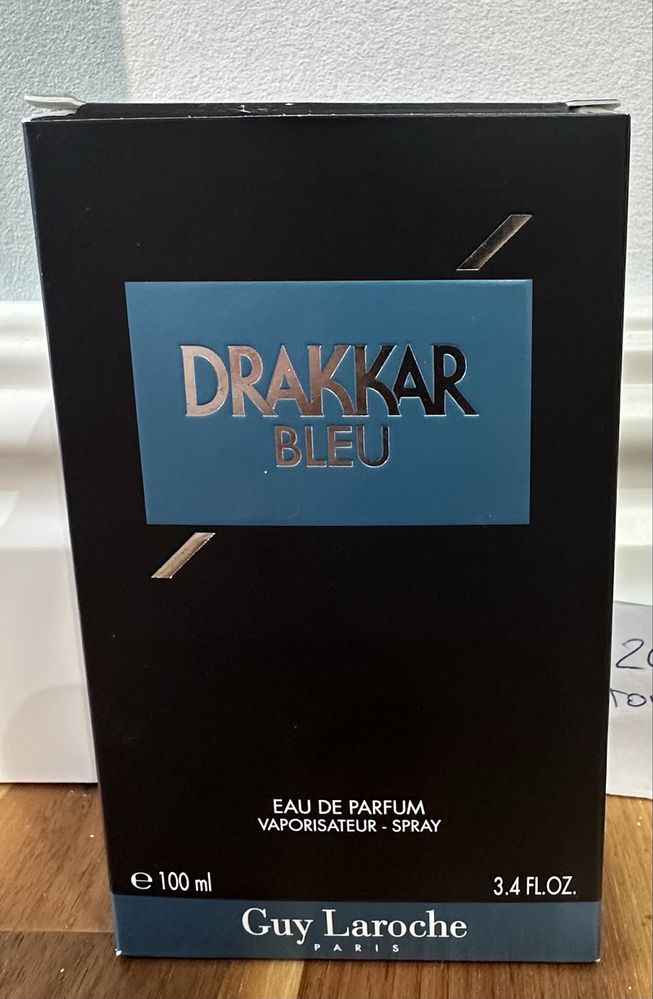 DRAKKAR
BLEU
EAU DE PARFUM
VAPORISATEUR - SPRAY
℮ 100 ml
3.4 FL.OZ.
Guy Laroche
PARIS